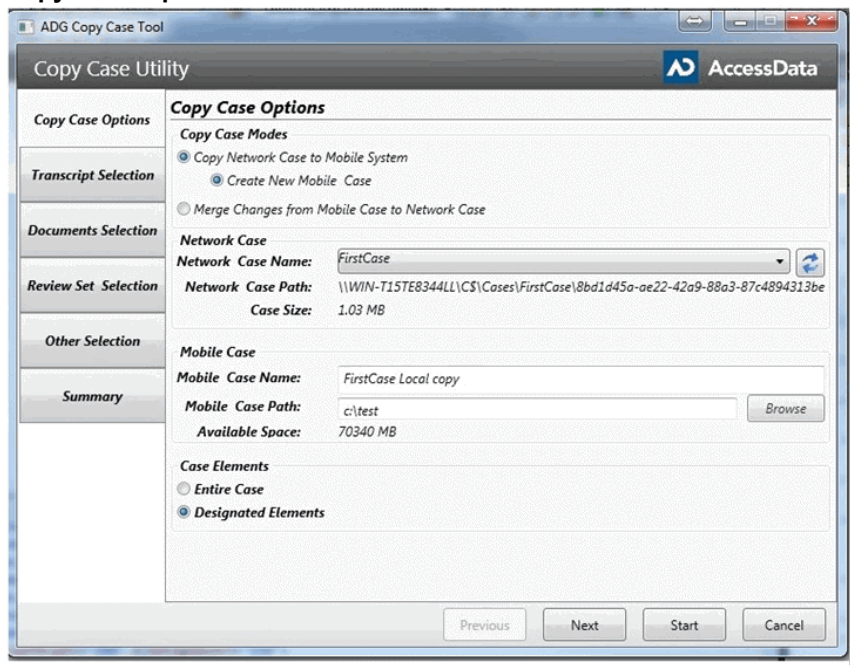 ADG Copy Case Tool
Copy Case Utility
AccessData
Copy Case Options
Transcript Selection
Documents Selection
Review Set Selection
Other Selection
Summary
Copy Case Options
Copy Case Modes
Copy Network Case to Mobile System
Create New Mobile Case
Merge Changes from Mobile Case to Network Case
Network Case
Network Case Name: FirstCase
Network Case Path: \\WIN-T15TE8344LL\C$\Cases\FirstCase\8bd1d45a-ae22-42a9-88a3-87c4894313be
Case Size: 1.03 MB
Mobile Case
Mobile Case Name: FirstCase Local copy
Mobile Case Path: c:\test Browse
Available Space: 70340 MB
Case Elements
Entire Case
Designated Elements
Previous Next Start Cancel